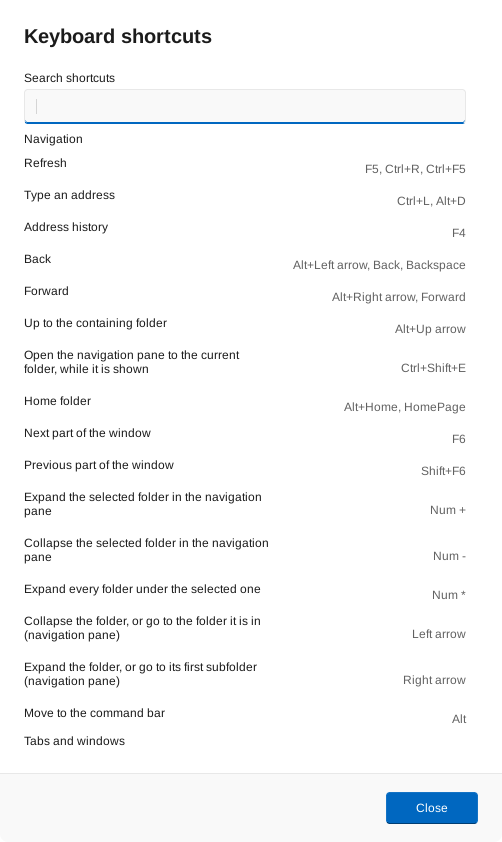 Keyboard shortcuts
Search shortcuts
Navigation
Refresh
F5, Ctrl+R, Ctrl+F5
Type an address
Ctrl+L, Alt+D
Address history
F4
Back
Alt+Left arrow, Back, Backspace
Forward
Alt+Right arrow, Forward
Up to the containing folder
Alt+Up arrow
Open the navigation pane to the current
folder, while it is shown
Ctrl+Shift+E
Home folder
Alt+Home, HomePage
Next part of the window
F6
Previous part of the window
Shift+F6
Expand the selected folder in the navigation
pane
Num +
Collapse the selected folder in the navigation
pane
Num -
Expand every folder under the selected one
Num *
Collapse the folder, or go to the folder it is in
(navigation pane)
Left arrow
Expand the folder, or go to its first subfolder
(navigation pane)
Right arrow
Move to the command bar
Alt
Tabs and windows
Close